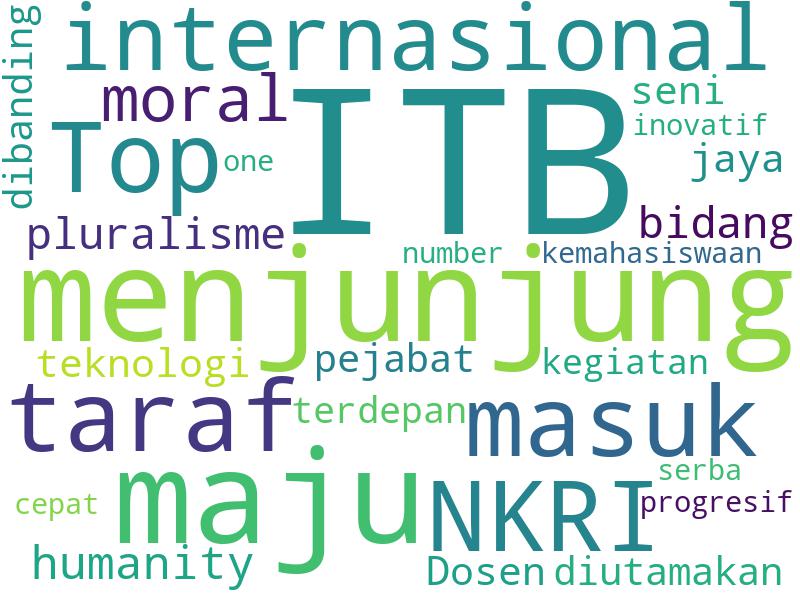 dibanding
internasional
moral
ITB
seni
inovatif
Top
one
jaya
pluralisme
bidang
number
kemahasiswaan
menjunjung
teknologi
pejabat
kegiatan
taraf
terdepan
masuk
maju
NKRI
serba
progresif
cepat
humanity
Dosen
diutamakan